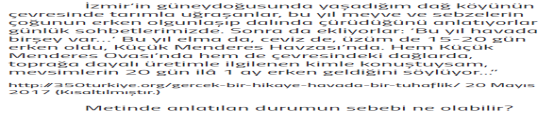 İzmir'in güneydoğusunda yaşadığım dağ köyünün
çevresinde tarımla uğraşanlar, bu yıl meyve ve sebzelerin
çoğunun erken olgunlaşıp dalında çürüdüğünü anlatıyorlar
günlük sohbetlerimizde. Sonra da ekliyorlar: 'Bu yıl havada
birşey var...' Bu yıl elma da, ceviz de, üzüm de 15-20 gün
erken oldu, Küçük Menderes Havzası'nda. Hem Küçük
Menderes Ovası'nda hem de çevresindeki dağlarda,
toprağa dayalı üretimle ilgilenen kimle konuştuysam,
mevsimlerin 20 gün ilâ 1 ay erken geldiğini söylüyor..."
http://350turkiye.org/gercek-bir-hikaye-havada-bir-tuhaflik/ 20 Mayıs
2017 (Kısaltılmıştır.)
Metinde anlatılan durumun sebebi ne olabilir?